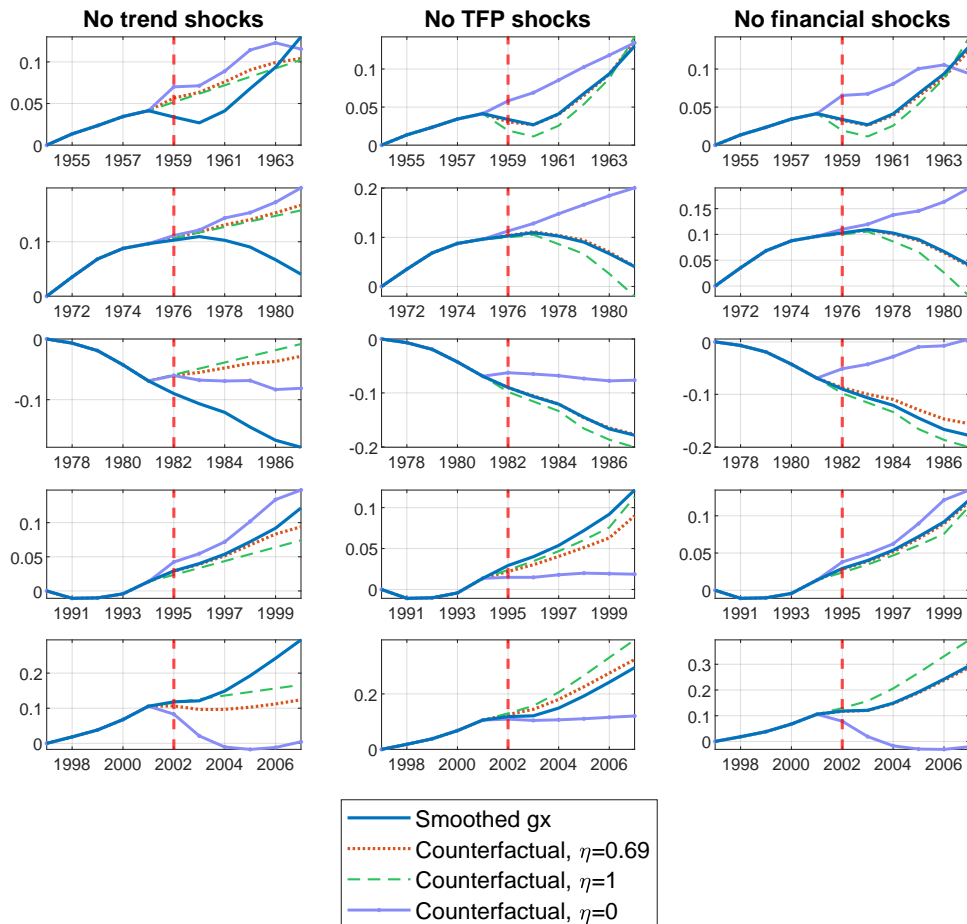 No trend shocks No TFP shocks No financial shocks
0.1
0.05
0
1955 1957 1959 1961 1963
0.1
0.05
0
1955 1957 1959 1961 1963
0.1
0.05
0
1955 1957 1959 1961 1963
0.1
0
1972 1974 1976 1978 1980
0.2
0.1
0
1972 1974 1976 1978 1980
0.15
0.1
0.05
0
1972 1974 1976 1978 1980
0
-0.1
1978 1980 1982 1984 1986
0
-0.1
-0.2
1978 1980 1982 1984 1986
0
-0.1
-0.2
1978 1980 1982 1984 1986
0.1
0.05
0
1991 1993 1995 1997 1999
0.1
0.05
0
1991 1993 1995 1997 1999
0.1
0.05
0
1991 1993 1995 1997 1999
0.2
0.1
0
1998 2000 2002 2004 2006
0.2
0
1998 2000 2002 2004 2006
0.3
0.2
0.1
0
1998 2000 2002 2004 2006
Smoothed gx
Counterfactual, η=0.69
Counterfactual, η=1
Counterfactual, η=0